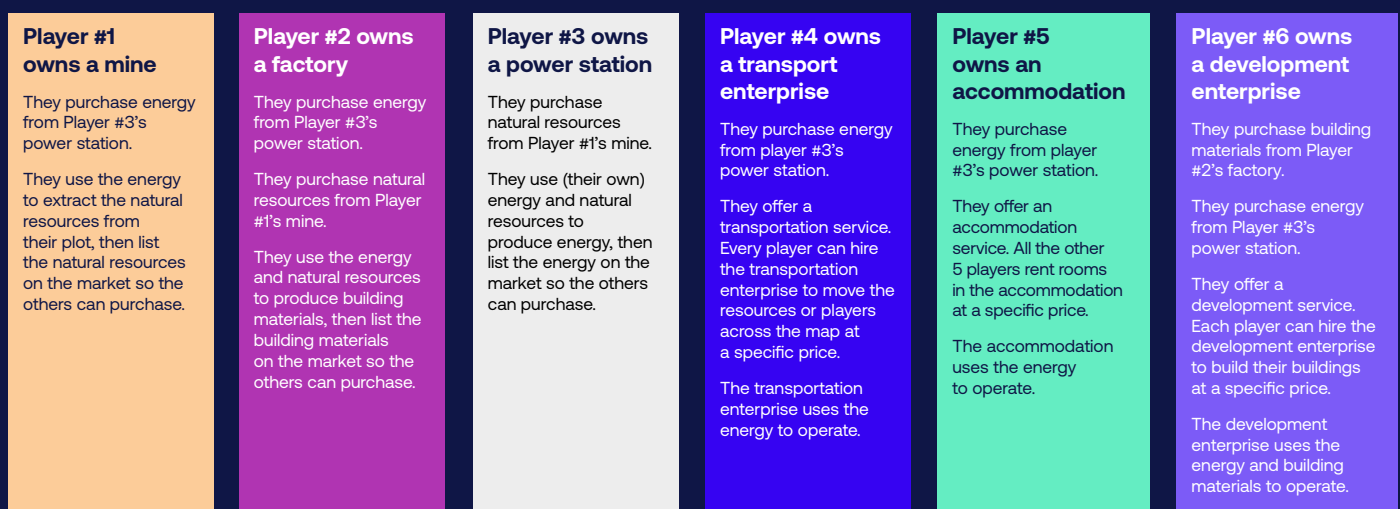 Player #1
owns a mine
They purchase energy
from Player #3's
power station.
They use the energy
to extract the natural
resources from
their plot, then list
the natural resources
on the market so the
others can purchase.
Player #2 owns
a factory
They purchase energy
from Player #3's
power station.
They purchase natural
resources from Player
#1's mine.
They use the energy
and natural resources
to produce building
materials, then list the
building materials
on the market so the
others can purchase.
Player #3 owns
a power station
They purchase
natural resources
from Player #1's mine.
They use (their own)
energy and natural
resources to
produce energy, then
list the energy on the
market so the others
can purchase.
Player #4 owns
a transport
enterprise
They purchase energy
from player #3's
power station.
They offer a
transportation service.
Every player can hire
the transportation
enterprise to move the
resources or players
across the map at
a specific price.
The transportation
enterprise uses the
energy to operate.
Player #5
owns an
accommodation
They purchase
energy from player
#3's power station.
They offer an
accommodation
service. All the other
5 players rent rooms
in the accommodation
at a specific price.
The accommodation
uses the energy
to operate.
Player #6 owns
a development
enterprise
They purchase building
materials from Player
#2's factory.
They purchase energy
from Player #3's
power station.
They offer a
development service.
Each player can hire the
development enterprise
to build their buildings
at a specific price.
The development
enterprise uses the
energy and building
materials to operate.